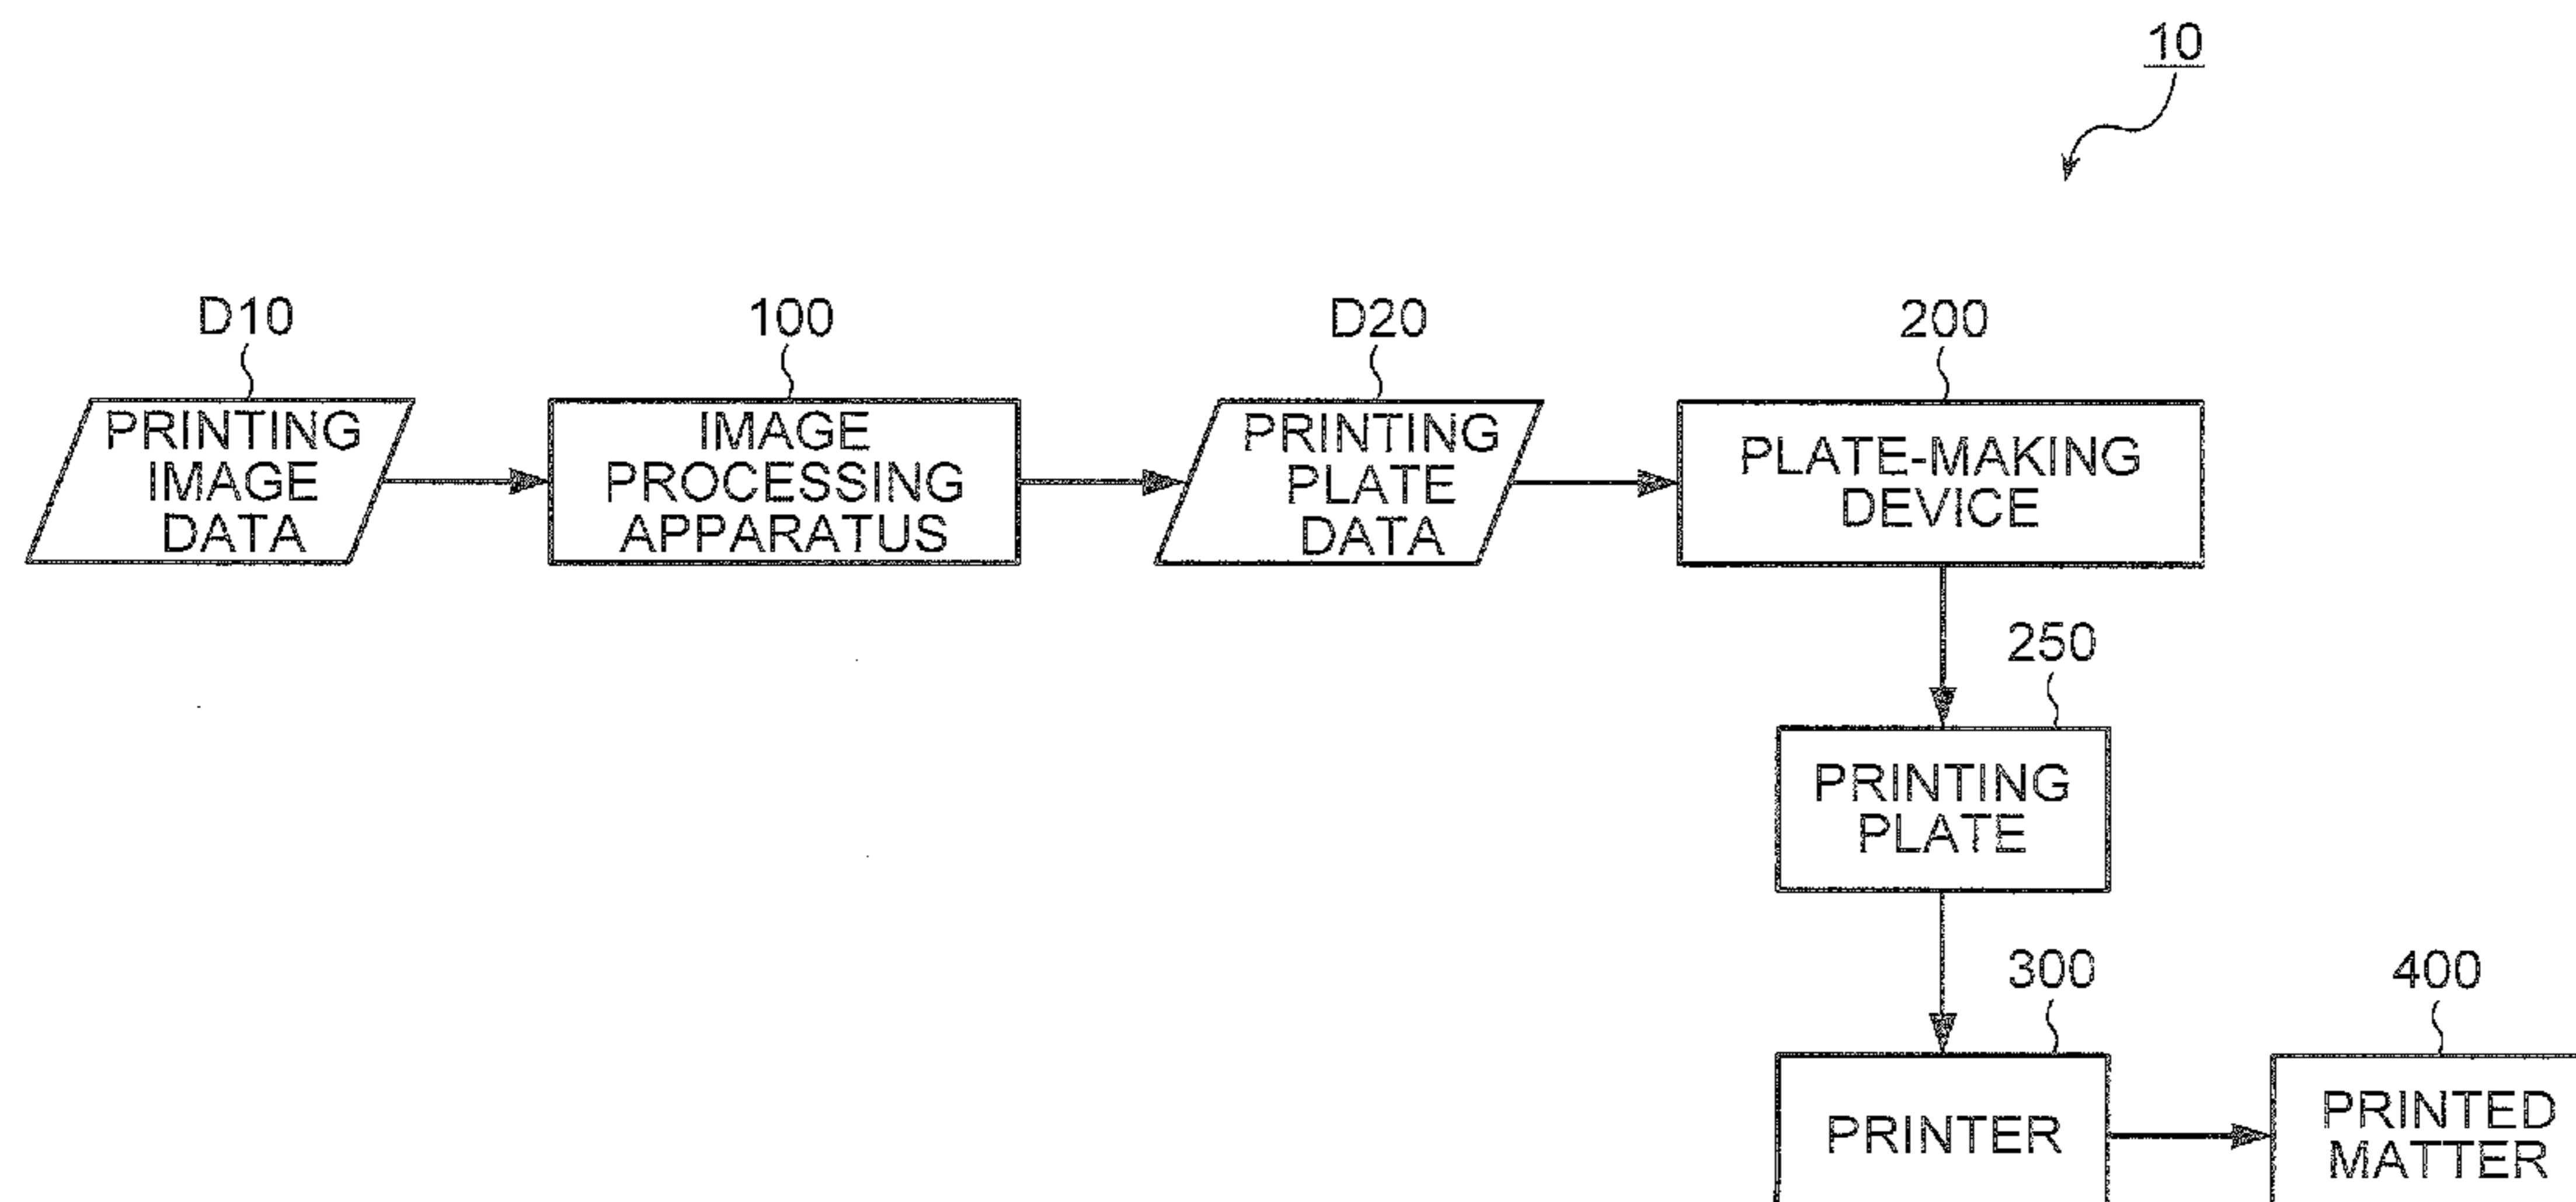 10
D10
PRINTING
IMAGE
DATA
100
IMAGE
PROCESSING
APPARATUS
D20
PRINTING
PLATE
DATA
200
PLATE-MAKING
DEVICE
250
PRINTING
PLATE
300
PRINTER
400
PRINTED
MATTER